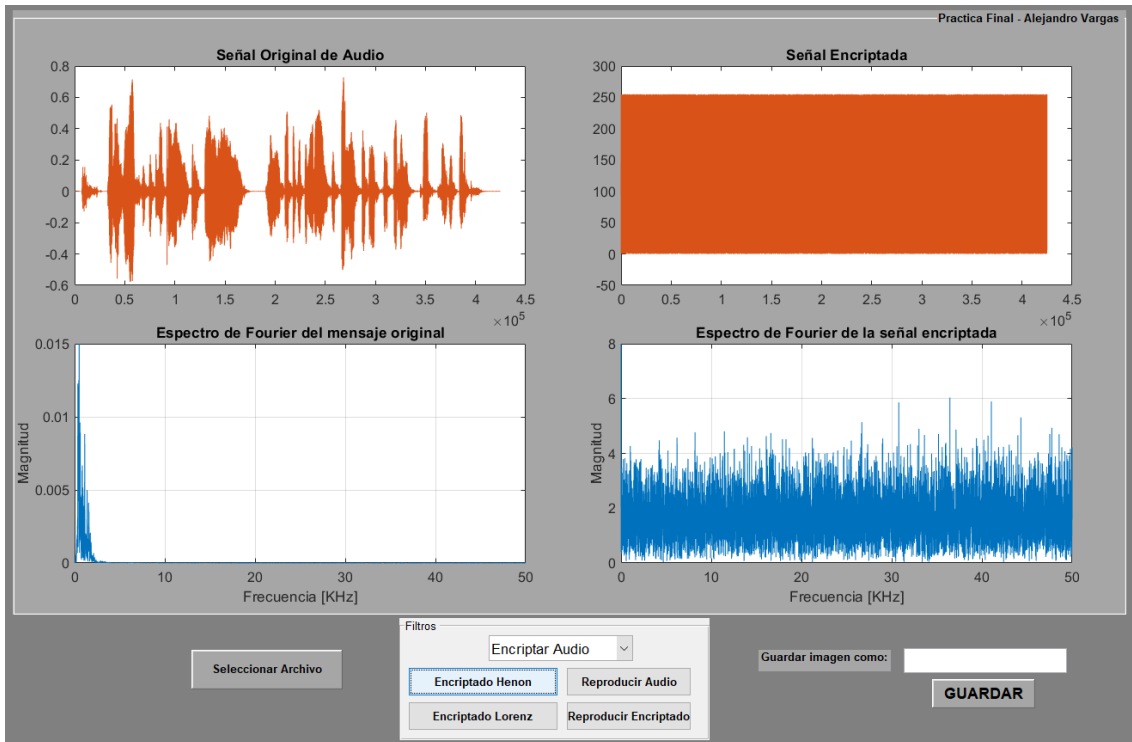 Practica Final - Alejandro Vargas
Señal Original de Audio
0.8
0.6
0.4
0.2
0
-0.2
-0.4
-0.6
0 0.5 1 1.5 2 2.5 3 3.5 4 4.5
×10^5
Señal Encriptada
300
250
200
150
100
50
0
-50
0 0.5 1 1.5 2 2.5 3 3.5 4 4.5
×10^5
Espectro de Fourier del mensaje original
0.015
0.01
0.005
0
Magnitud
0 10 20 30 40 50
Frecuencia [KHz]
Espectro de Fourier de la señal encriptada
8
6
4
2
0
Magnitud
0 10 20 30 40 50
Frecuencia [KHz]
Seleccionar Archivo
Filtros
Encriptar Audio
Encriptado Henon Reproducir Audio
Encriptado Lorenz Reproducir Encriptado
Guardar imagen como:
GUARDAR